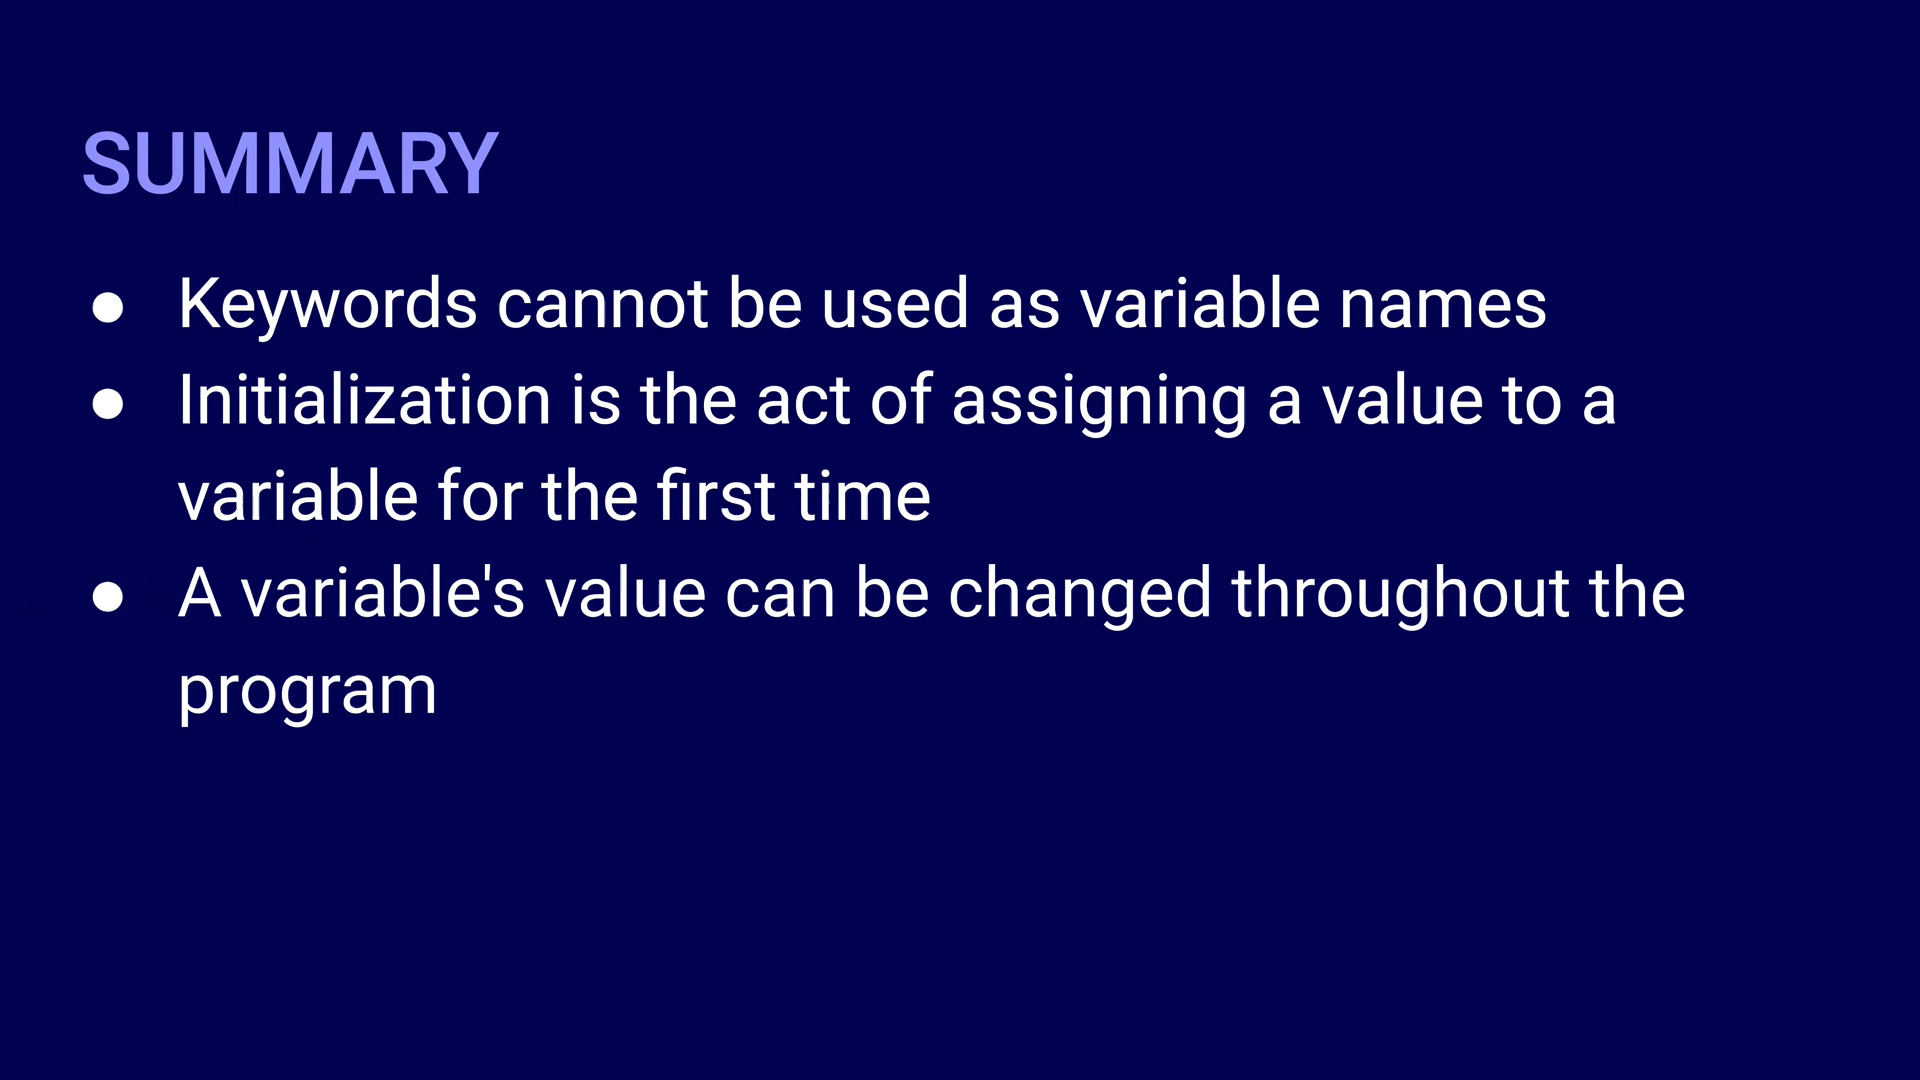 SUMMARY
● Keywords cannot be used as variable names
● Initialization is the act of assigning a value to a
variable for the first time
● A variable's value can be changed throughout the
program